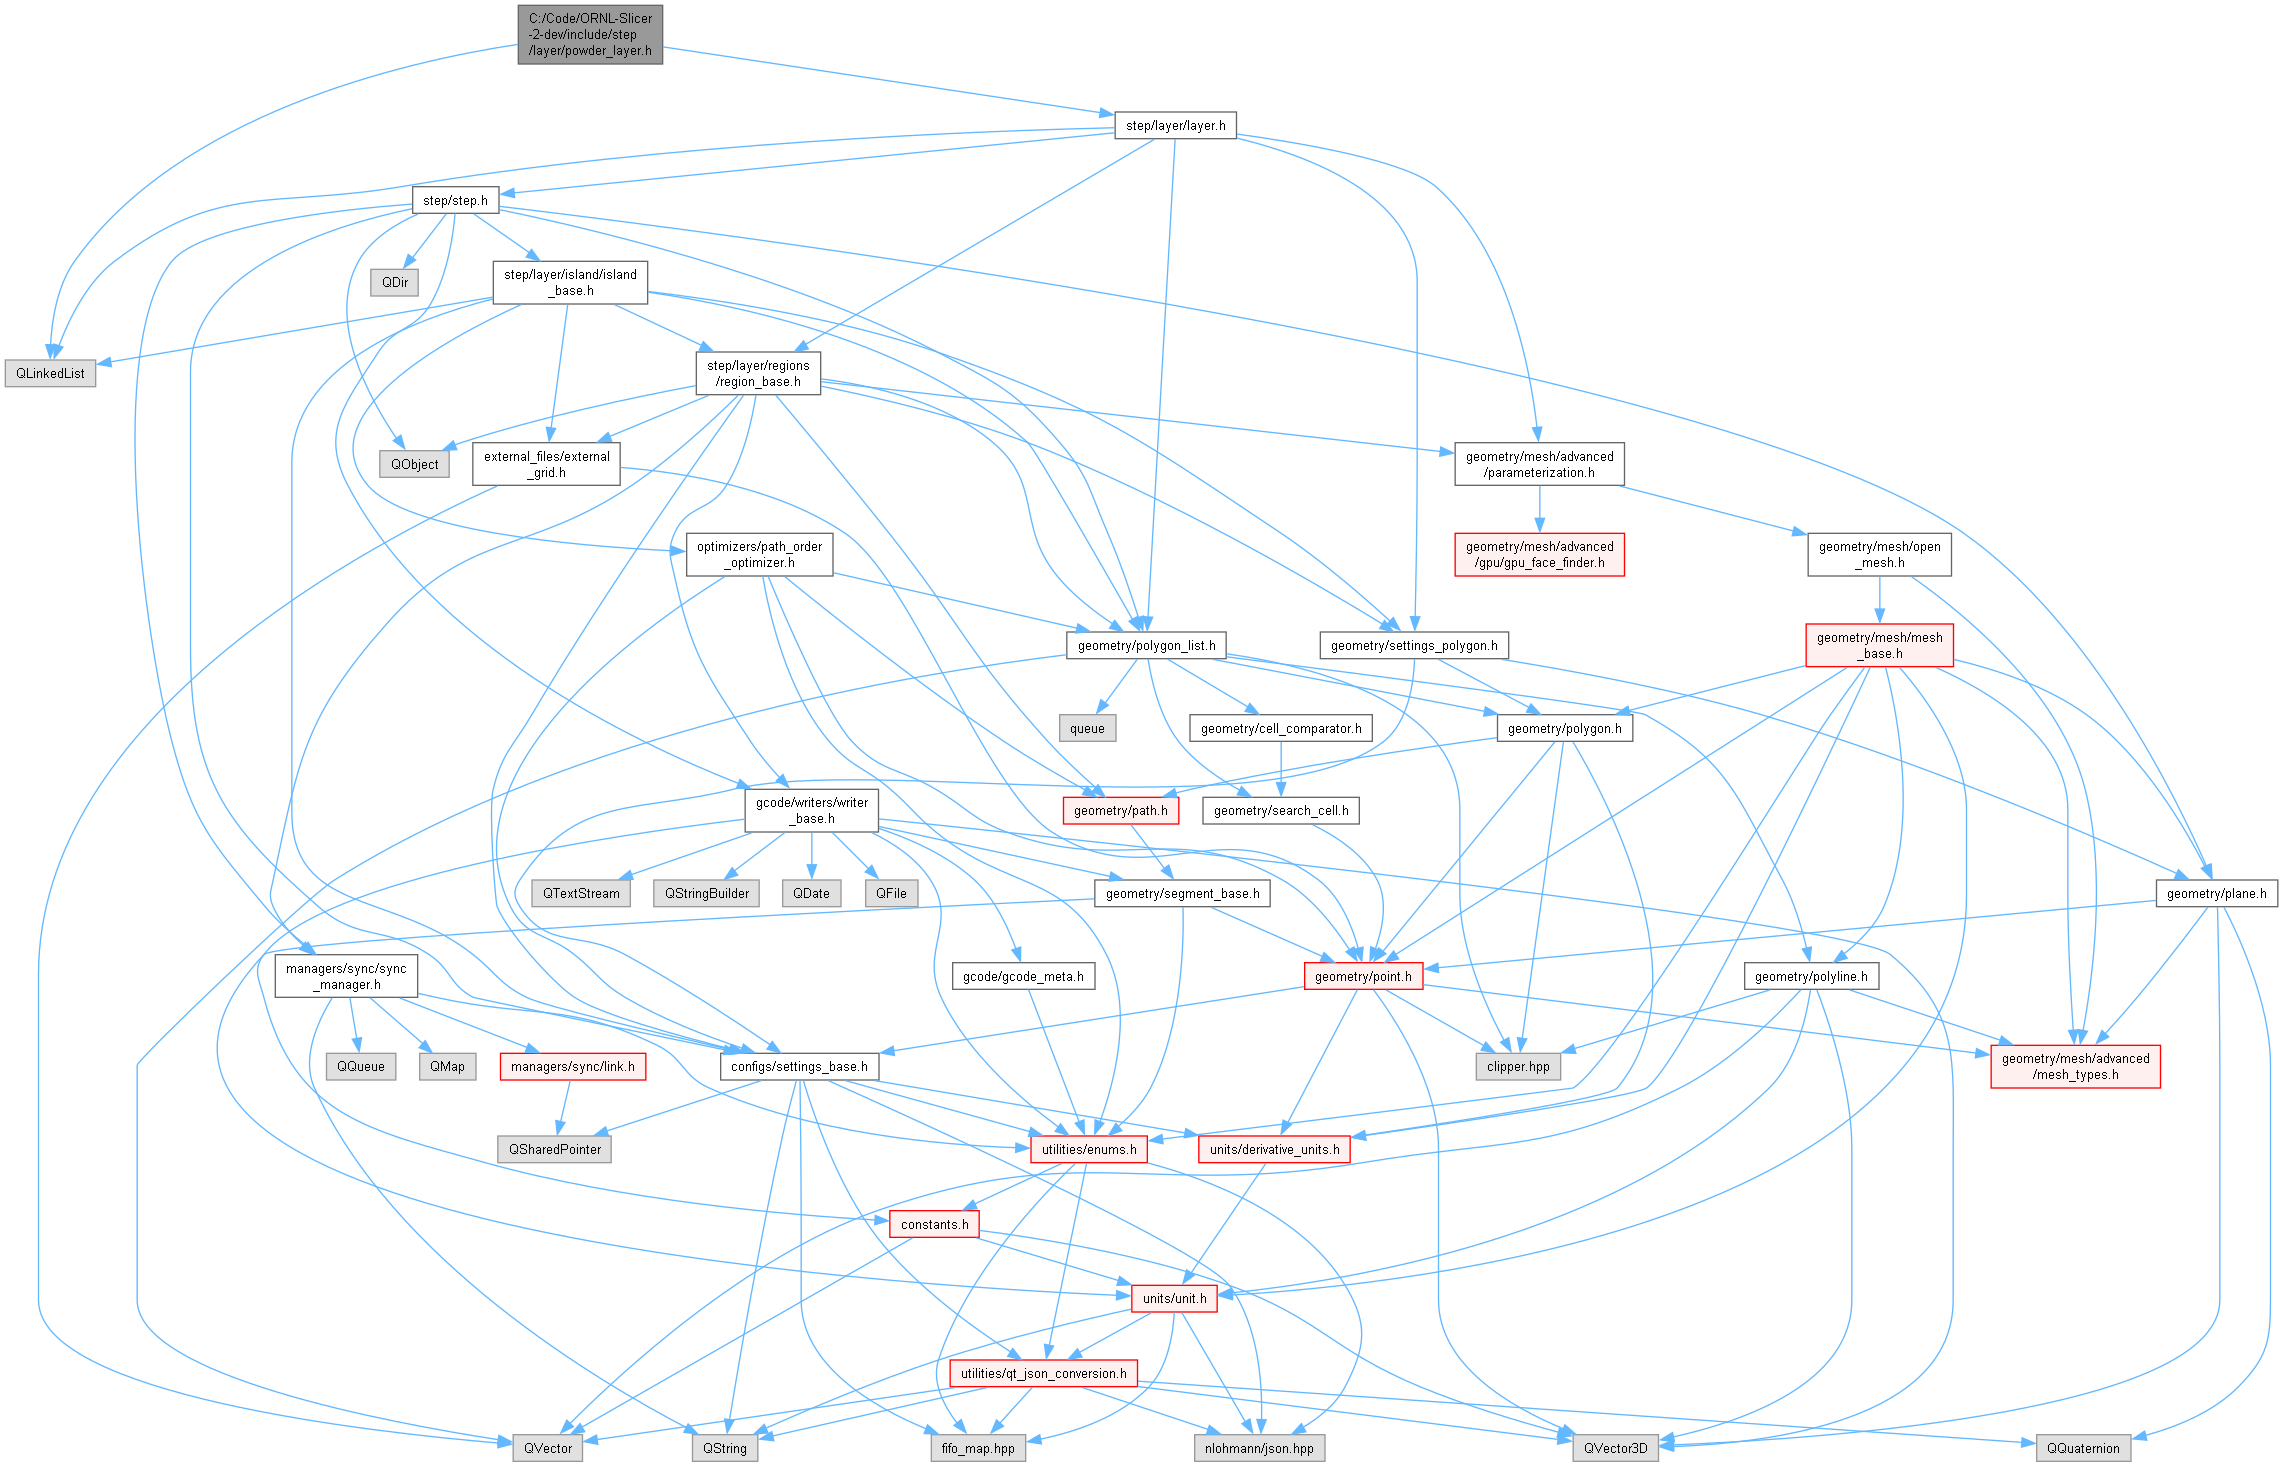 C:/Code/ORNL-Slicer
-2-dev/include/step
/layer/powder_layer.h
step/layer/layer.h
step/step.h
QDir
step/layer/island/island
_base.h
QLinkedList
step/layer/regions
/region_base.h
QObject
external_files/external
_grid.h
geometry/mesh/advanced
/parameterization.h
optimizers/path_order
_optimizer.h
geometry/mesh/advanced
/gpu/gpu_face_finder.h
geometry/mesh/open
_mesh.h
geometry/polygon_list.h
geometry/settings_polygon.h
geometry/mesh/mesh
_base.h
queue
geometry/cell_comparator.h
geometry/polygon.h
gcode/writers/writer
_base.h
geometry/path.h
geometry/search_cell.h
QTextStream
QStringBuilder
QDate
QFile
geometry/segment_base.h
geometry/plane.h
managers/sync/sync
_manager.h
gcode/gcode_meta.h
geometry/point.h
geometry/polyline.h
QQueue
QMap
managers/sync/link.h
configs/settings_base.h
clipper.hpp
geometry/mesh/advanced
/mesh_types.h
QSharedPointer
utilities/enums.h
units/derivative_units.h
constants.h
units/unit.h
utilities/qt_json_conversion.h
QVector
QString
fifo_map.hpp
nlohmann/json.hpp
QVector3D
QQuaternion